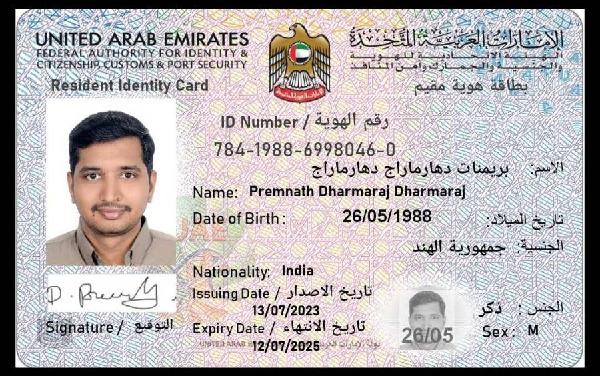 UNITED ARAB EMIRATES
الإمارات العربية المتحدة
FEDERAL AUTHORITY FOR IDENTITY &
CITIZENSHIP, CUSTOMS & PORT SECURITY
الهيئة الاتحادية للهوية
والجنسية والجمارك وأمن المنافذ
Resident Identity Card
بطاقة هوية مقيم
ID Number / رقم الهوية
784-1988-6998046-0
الاسم: بريمنات دهارماراج دهارماراج
Name: Premnath Dharmaraj Dharmaraj
Date of Birth: 26/05/1988 تاريخ الميلاد:
الجنسية: جمهورية الهند
Nationality: India
Issuing Date / تاريخ الاصدار
13/07/2023
الجنس: ذكر
Signature / التوقيع
Expiry Date / تاريخ الانتهاء
26/05
Sex: M
12/07/2025